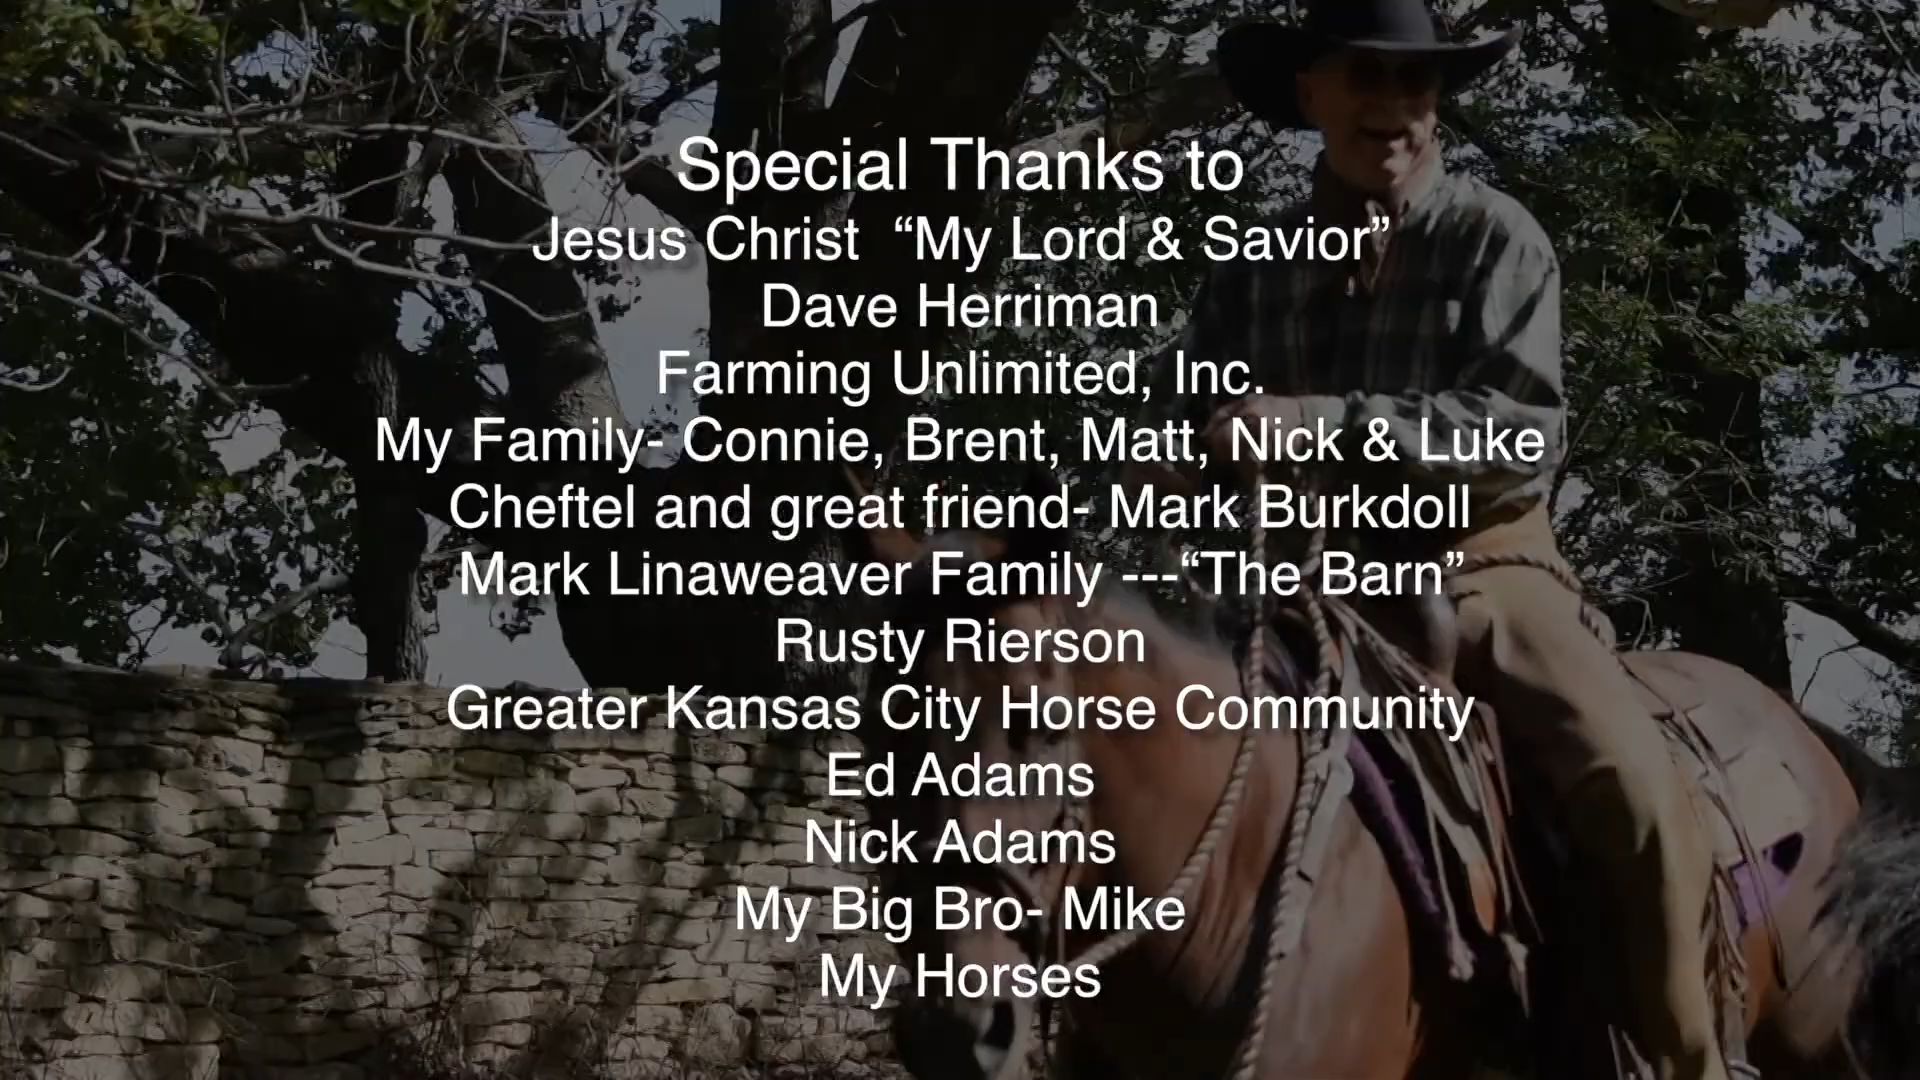 Special Thanks to
Jesus Christ  “My Lord & Savior”
Dave Herriman
Farming Unlimited, Inc.
My Family- Connie, Brent, Matt, Nick & Luke
Cheftel and great friend- Mark Burkdoll
Mark Linaweaver Family ---“The Barn”
Rusty Rierson
Greater Kansas City Horse Community
Ed Adams
Nick Adams
My Big Bro- Mike
My Horses